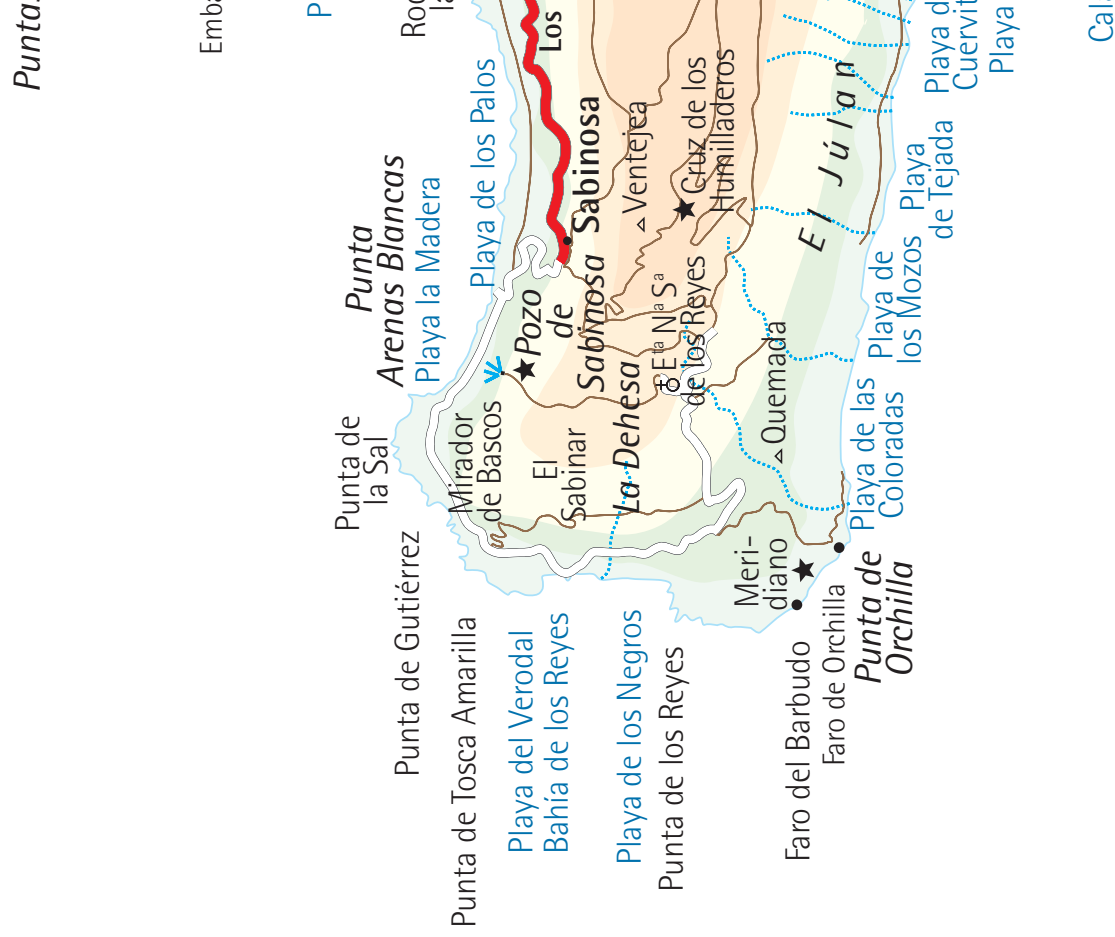 Puntas
Emba
P
Roq
la
Los
Playa de los Palos
Punta
Arenas Blancas
Playa la Madera
Sabinosa
Ventejea
Cruz de los
Humilladeros
El Júlan
Playa d
Cuervit
Playa
Cala
Playa
de Tejada
Playa de
los Mozos
Playa de las
Coloradas
Pozo
de
Sabinosa
Eta Na Sa
de los Reyes
Quemada
La Dehesa
El
Sabinar
Mirador
de Bascos
Punta de
la Sal
Punta de Gutiérrez
Punta de Tosca Amarilla
Playa del Verodal
Bahía de los Reyes
Playa de los Negros
Punta de los Reyes
Meri-
diano
Faro del Barbudo
Faro de Orchilla
Punta de
Orchilla